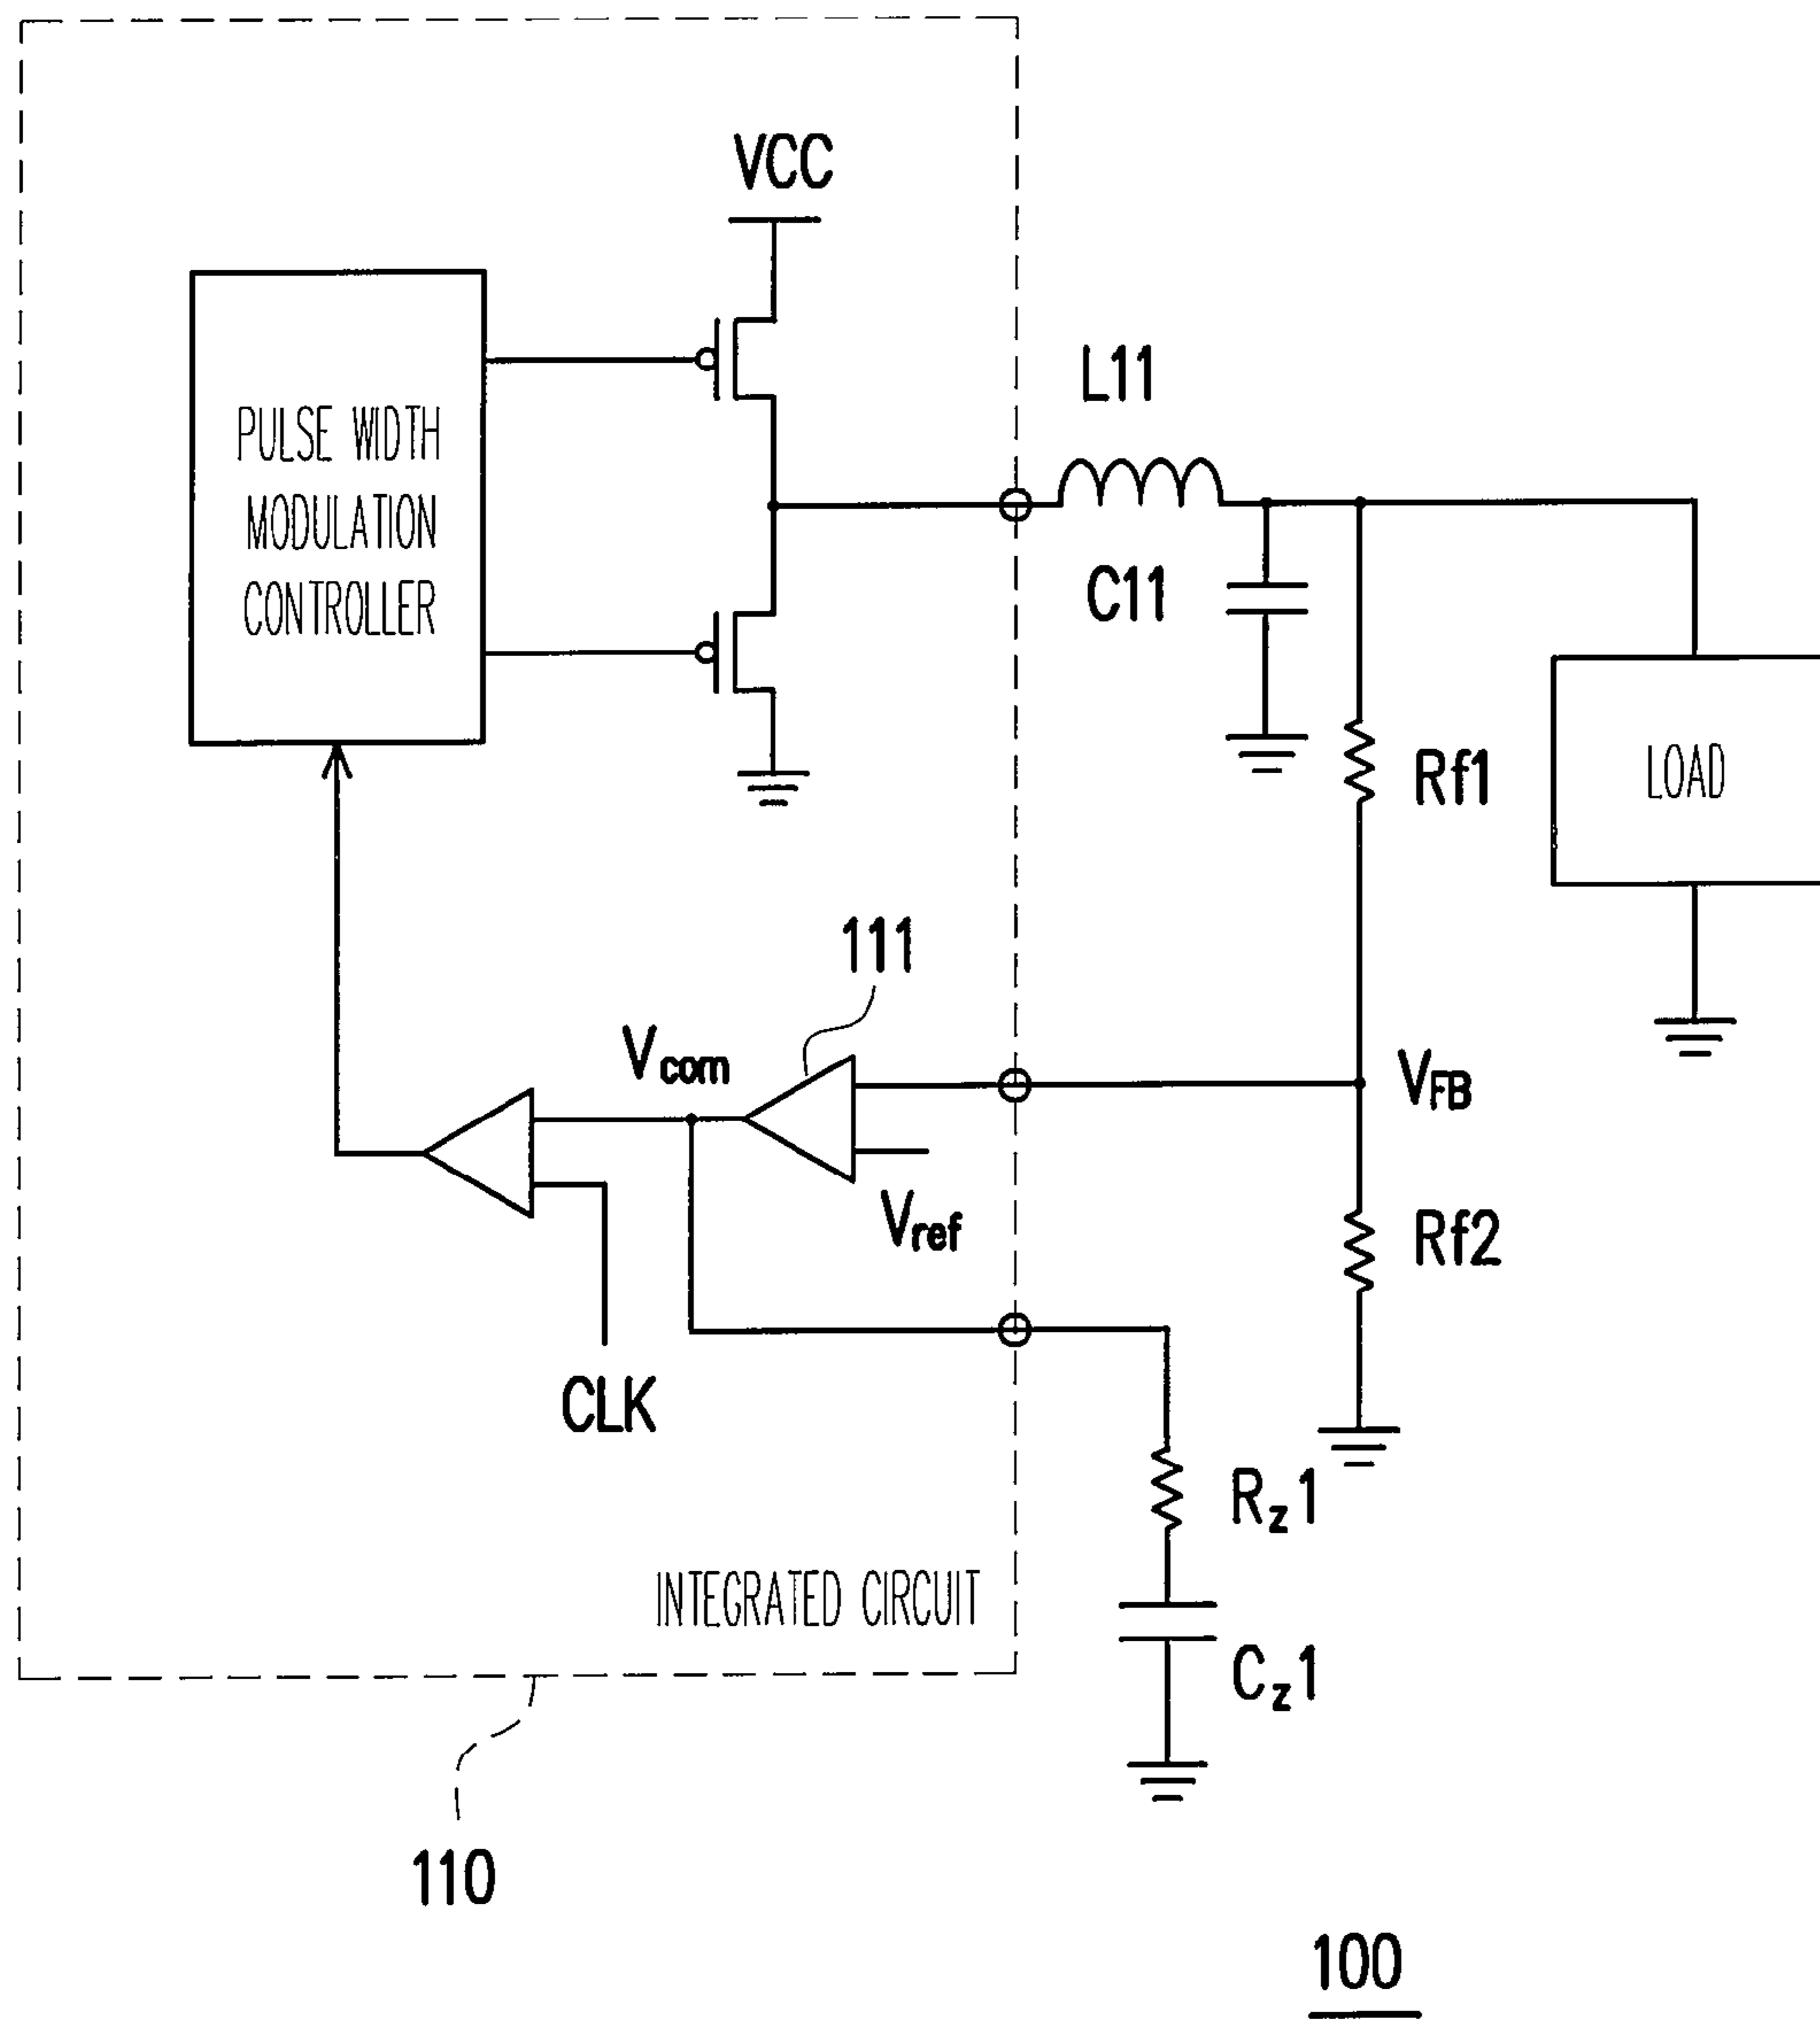 VCC
L11
PULSE WIDTH
MODULATION
CONTROLLER
C11
Rf1
LOAD
111
Vcom
VFB
Vref
Rf2
CLK
Rz1
INTEGRATED CIRCUIT
Cz1
110
100